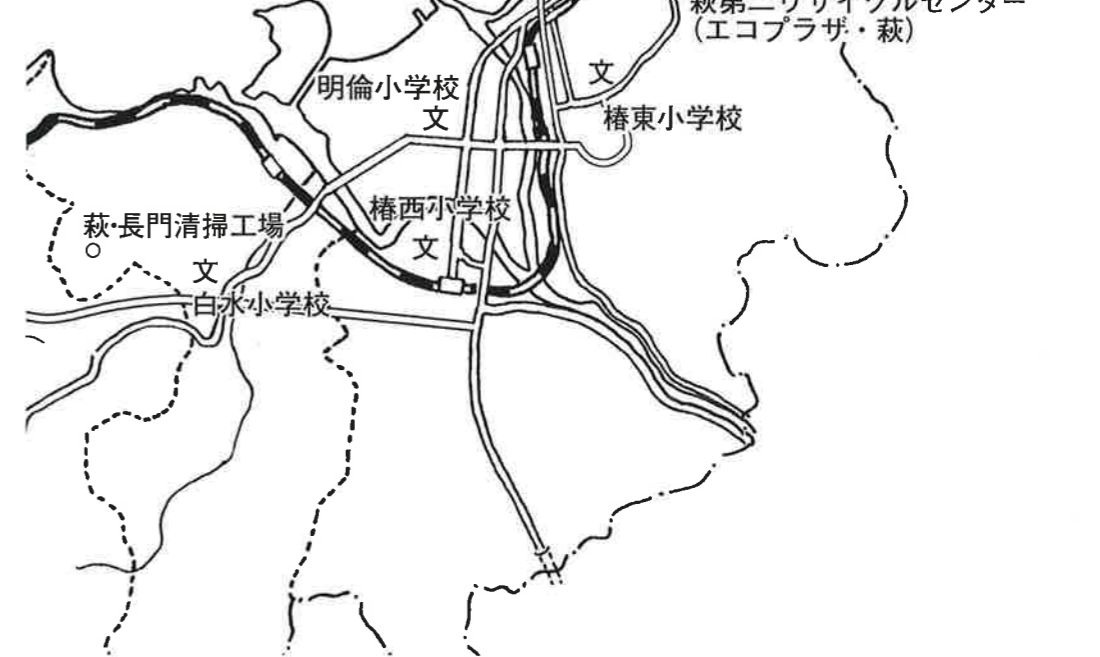 萩第二リサイクルセンター
(エコプラザ・萩)
文
明倫小学校
文
椿東小学校
椿西小学校
萩・長門清掃工場
文
文
白水小学校